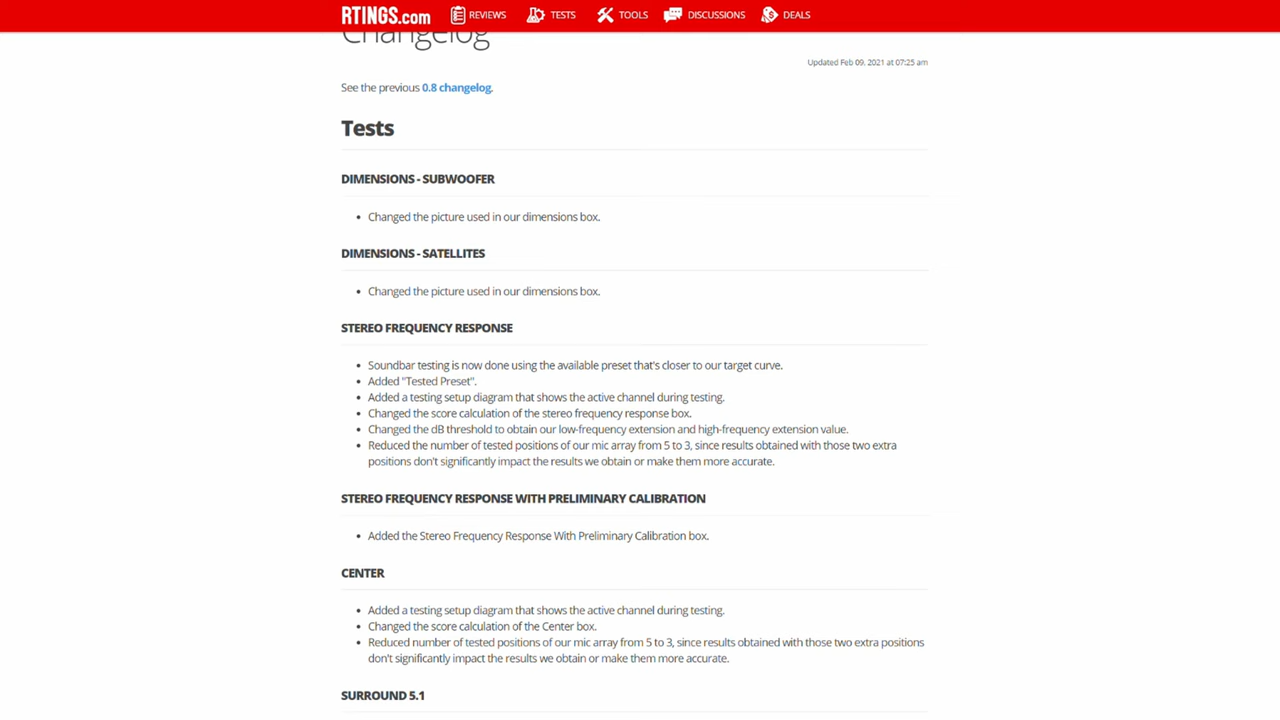 RTINGS.com REVIEWS TESTS TOOLS DISCUSSIONS DEALS
Changelog
Updated Feb 09, 2021 at 07:25 am
See the previous 0.8 changelog.
Tests
DIMENSIONS - SUBWOOFER
• Changed the picture used in our dimensions box.
DIMENSIONS - SATELLITES
• Changed the picture used in our dimensions box.
STEREO FREQUENCY RESPONSE
• Soundbar testing is now done using the available preset that's closer to our target curve.
• Added "Tested Preset".
• Added a testing setup diagram that shows the active channel during testing.
• Changed the score calculation of the stereo frequency response box.
• Changed the dB threshold to obtain our low-frequency extension and high-frequency extension value.
• Reduced the number of tested positions of our mic array from 5 to 3, since results obtained with those two extra
positions don't significantly impact the results we obtain or make them more accurate.
STEREO FREQUENCY RESPONSE WITH PRELIMINARY CALIBRATION
• Added the Stereo Frequency Response With Preliminary Calibration box.
CENTER
• Added a testing setup diagram that shows the active channel during testing.
• Changed the score calculation of the Center box.
• Reduced number of tested positions of our mic array from 5 to 3, since results obtained with those two extra positions
don't significantly impact the results we obtain or make them more accurate.
SURROUND 5.1